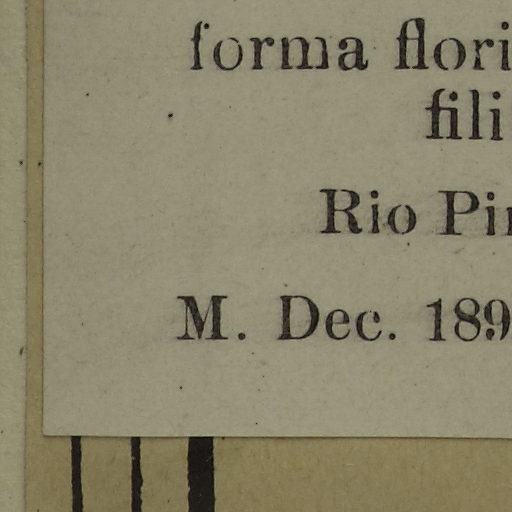 forma flori
fili
Rio Pi
M. Dec. 189